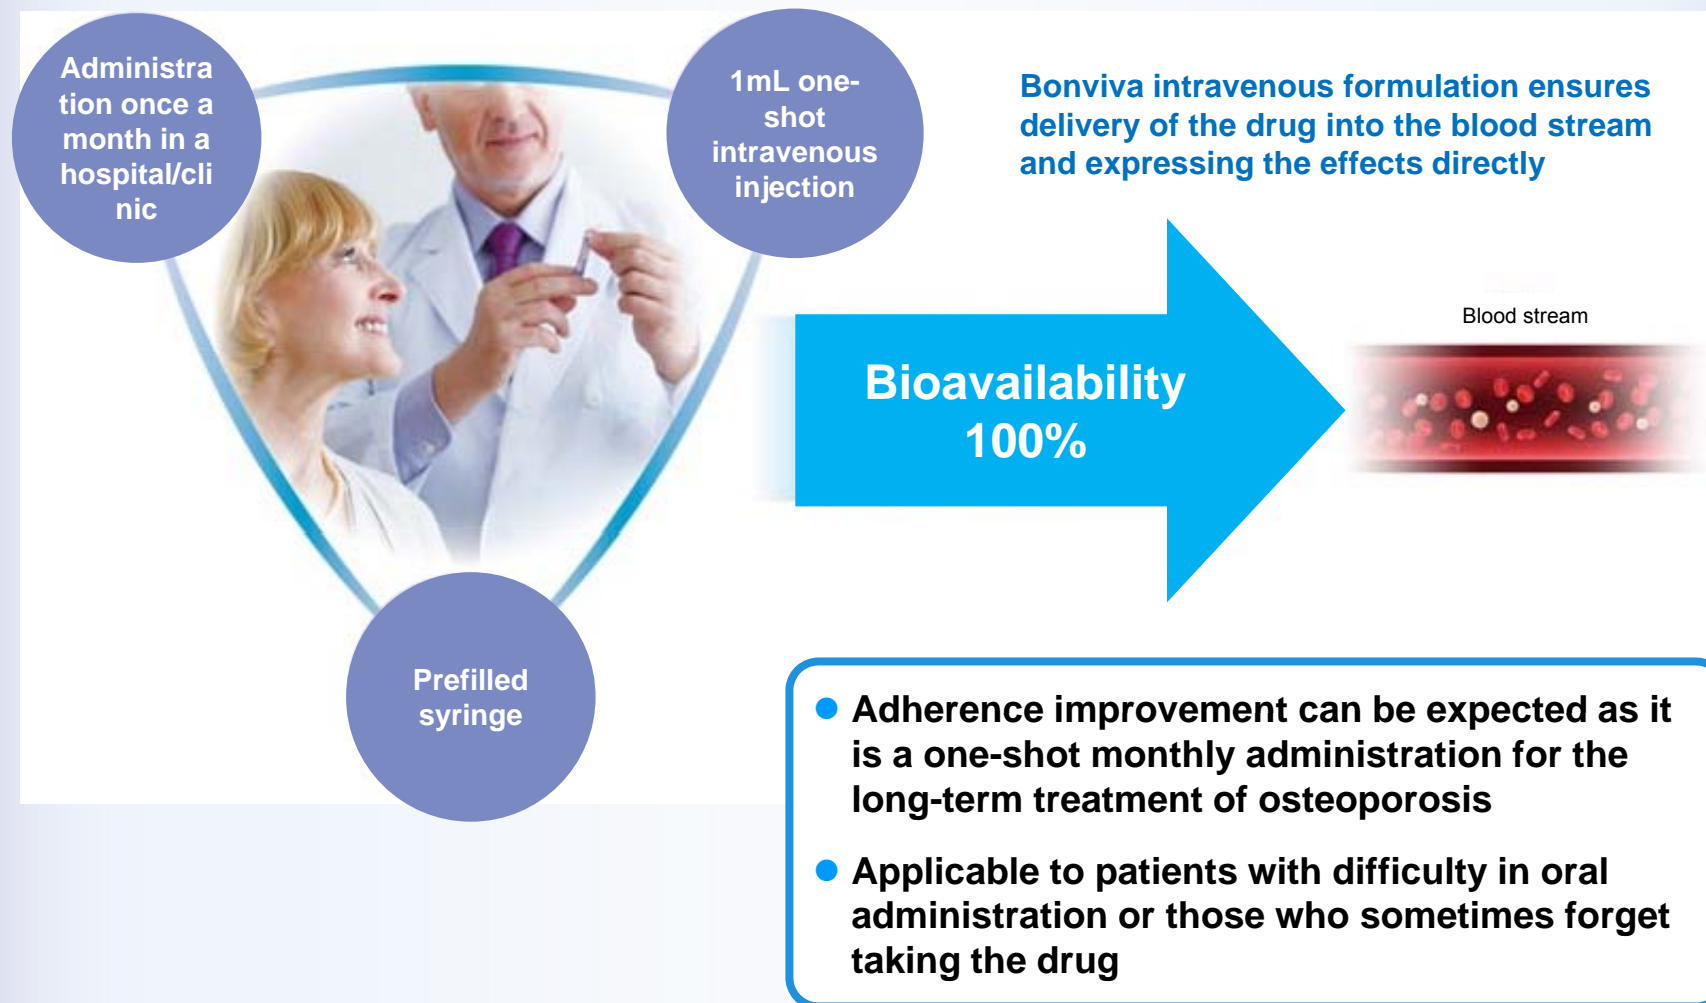 Administra
tion once a
month in a
hospital/cli
nic
1mL one-
shot
intravenous
injection
Prefilled
syringe
Bonviva intravenous formulation ensures
delivery of the drug into the blood stream
and expressing the effects directly
Bioavailability
100%
Blood stream
● Adherence improvement can be expected as it
is a one-shot monthly administration for the
long-term treatment of osteoporosis
● Applicable to patients with difficulty in oral
administration or those who sometimes forget
taking the drug